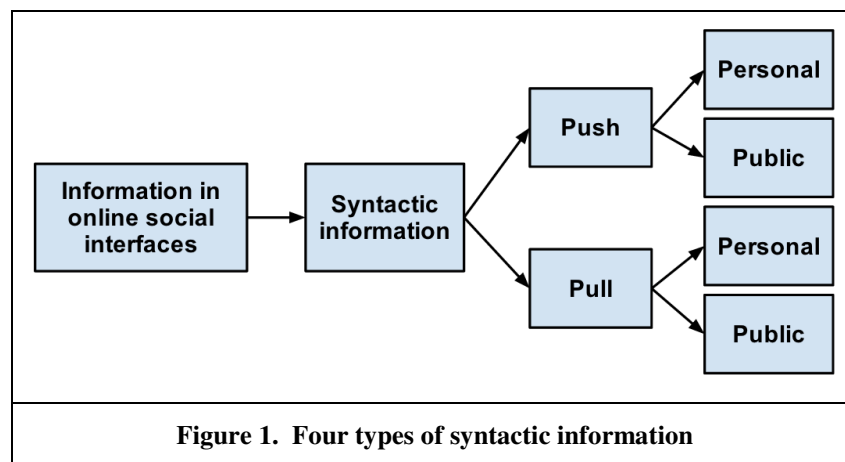 Personal
Push
Public
Information in
online social
interfaces
Syntactic
information
Personal
Pull
Public
Figure 1. Four types of syntactic information